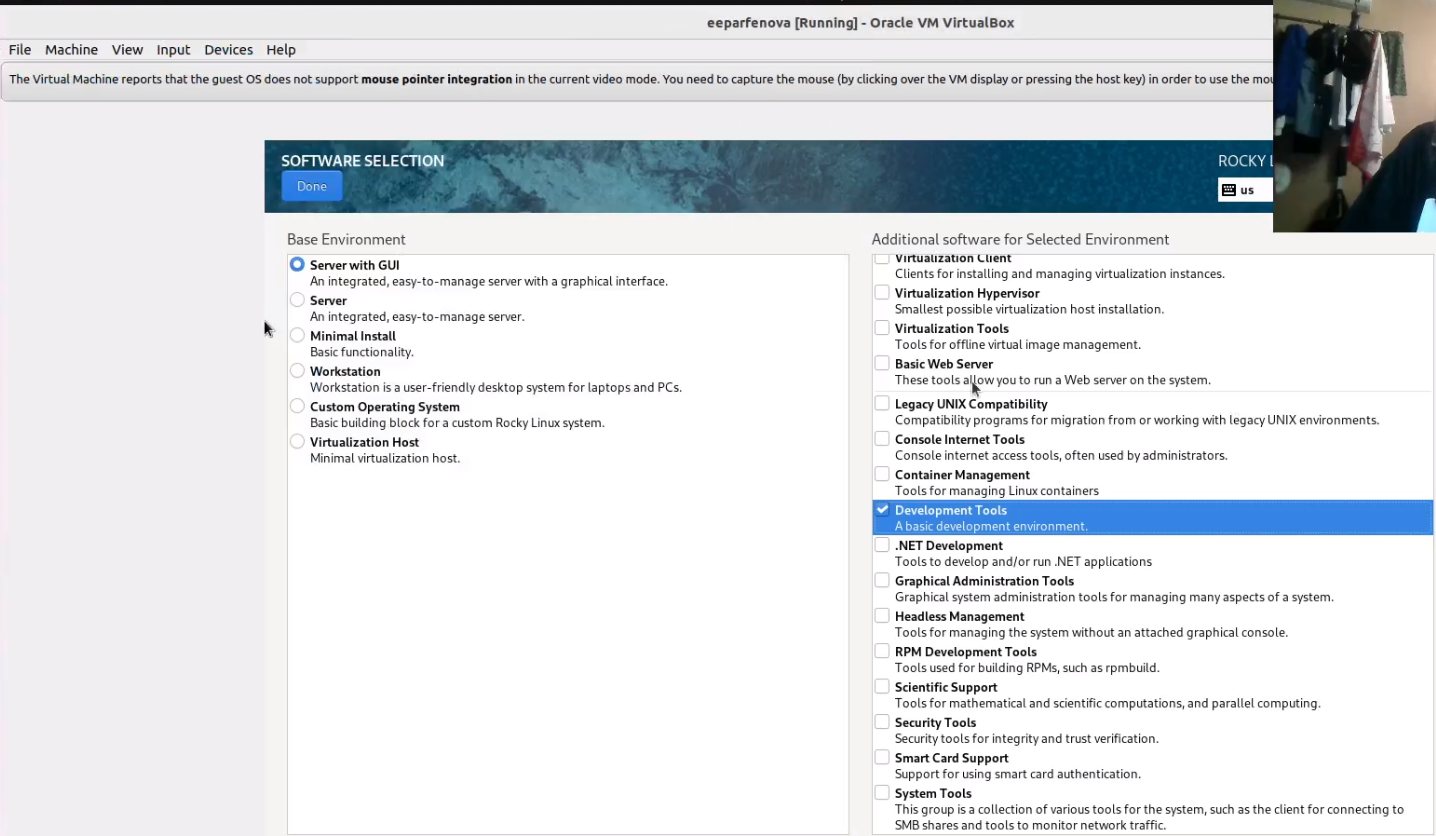 eeparfenova [Running] - Oracle VM VirtualBox
File Machine View Input Devices Help
The Virtual Machine reports that the guest OS does not support mouse pointer integration in the current video mode. You need to capture the mouse (by clicking over the VM display or pressing the host key) in order to use the
SOFTWARE SELECTION
Done
ROCKY
us
Base Environment
Server with GUI
An integrated, easy-to-manage server with a graphical interface.
Server
An integrated, easy-to-manage server.
Minimal Install
Basic functionality.
Workstation
Workstation is a user-friendly desktop system for laptops and PCs.
Custom Operating System
Basic building block for a custom Rocky Linux system.
Virtualization Host
Minimal virtualization host.
Additional software for Selected Environment
Virtualization Client
Clients for installing and managing virtualization instances.
Virtualization Hypervisor
Smallest possible virtualization host installation.
Virtualization Tools
Tools for offline virtual image management.
Basic Web Server
These tools allow you to run a Web server on the system.
Legacy UNIX Compatibility
Compatibility programs for migration from or working with legacy UNIX environments.
Console Internet Tools
Console internet access tools, often used by administrators.
Container Management
Tools for managing Linux containers
Development Tools
A basic development environment.
.NET Development
Tools to develop and/or run .NET applications
Graphical Administration Tools
Graphical system administration tools for managing many aspects of a system.
Headless Management
Tools for managing the system without an attached graphical console.
RPM Development Tools
Tools used for building RPMs, such as rpmbuild.
Scientific Support
Tools for mathematical and scientific computations, and parallel computing.
Security Tools
Security tools for integrity and trust verification.
Smart Card Support
Support for using smart card authentication.
System Tools
This group is a collection of various tools for the system, such as the client for connecting to
SMB shares and tools to monitor network traffic.